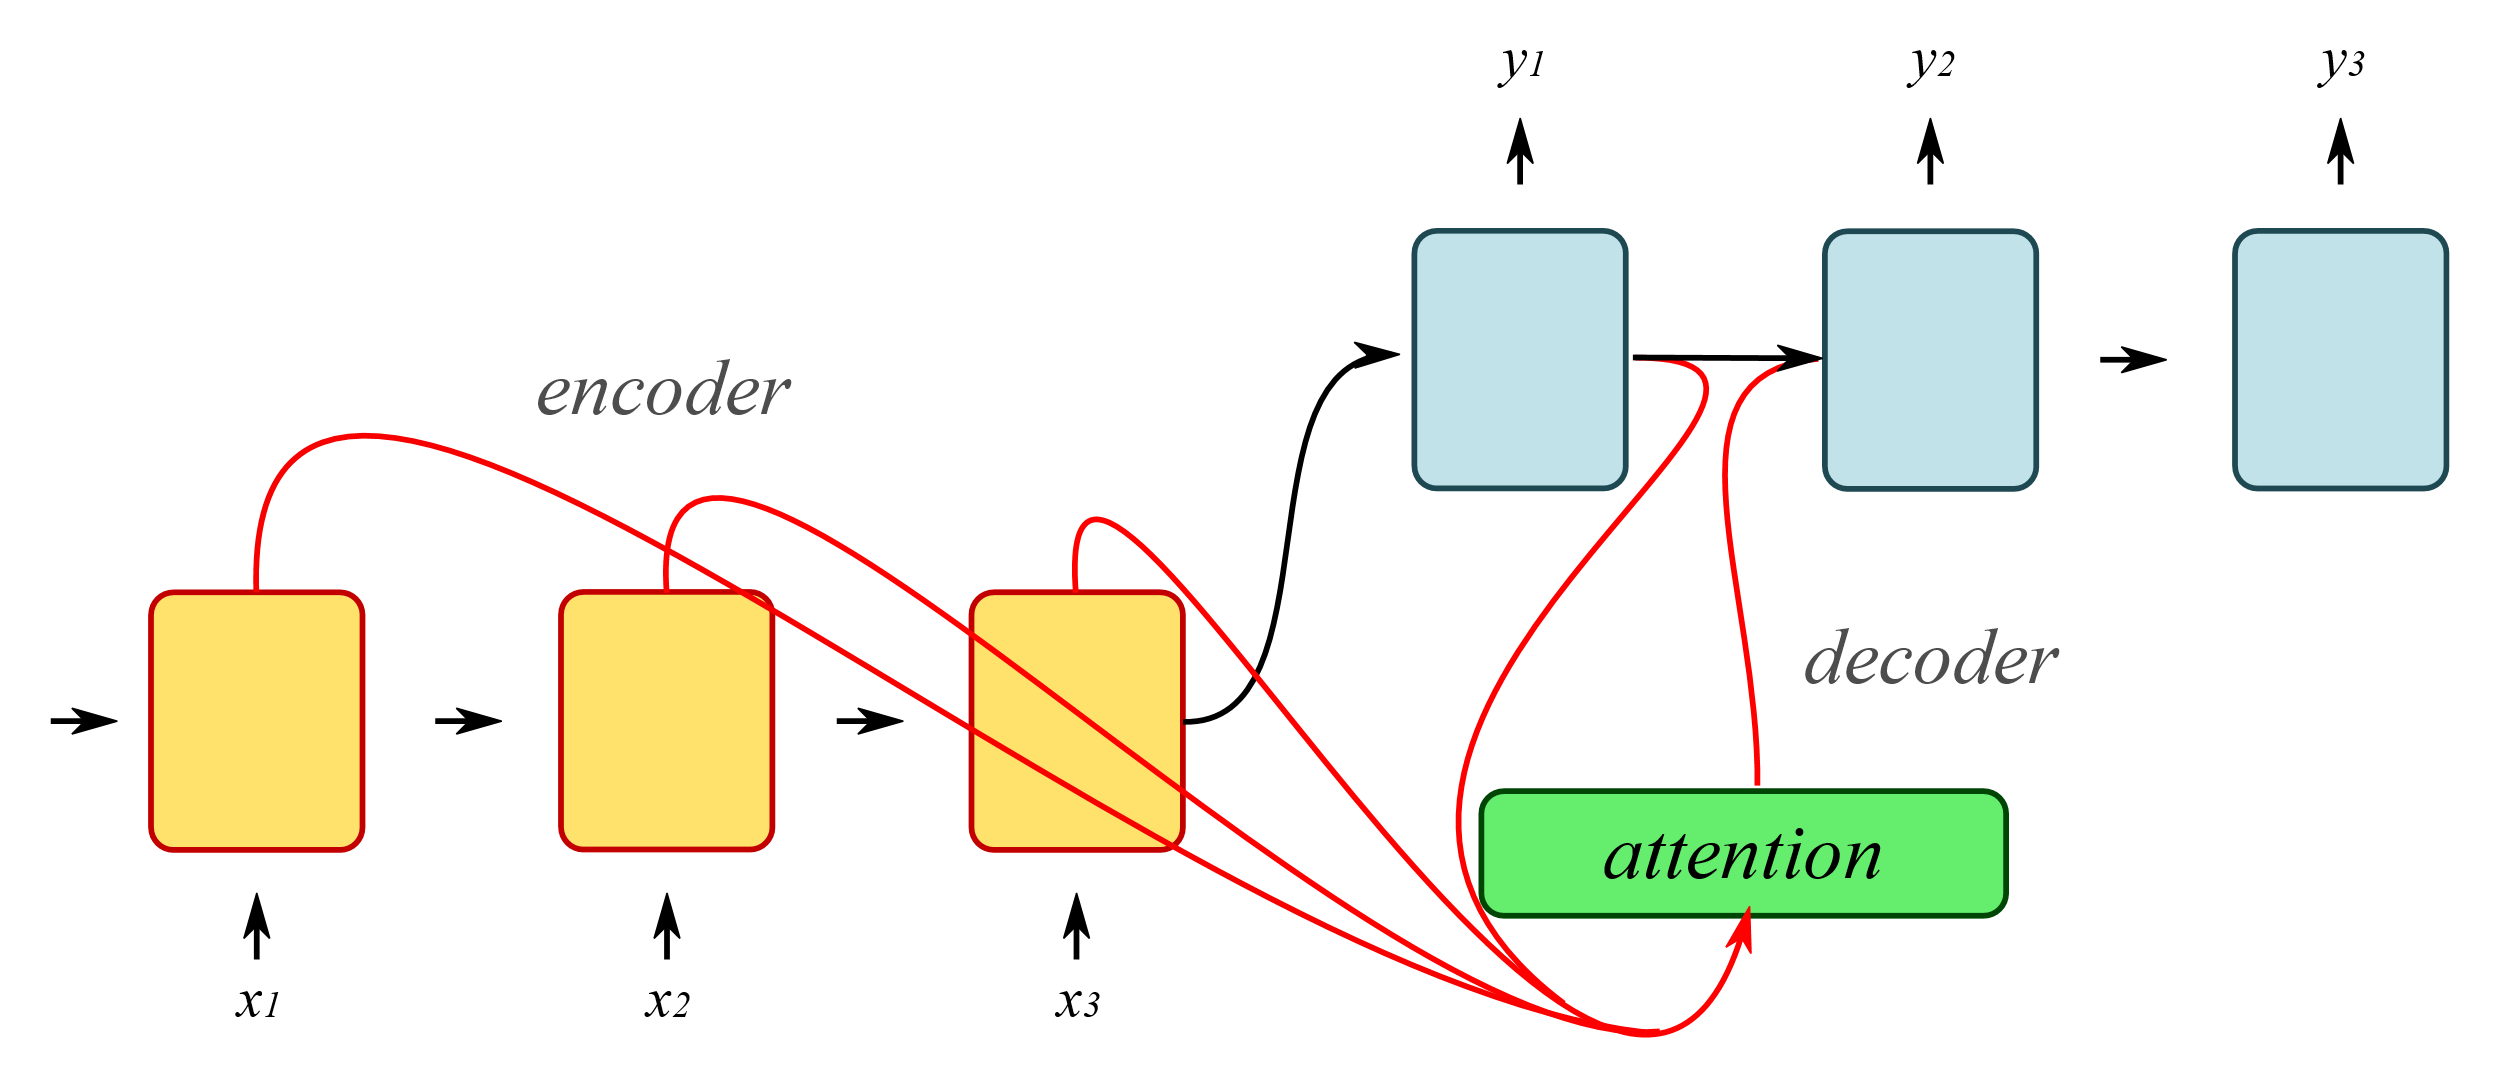 y1 y2 y3
encoder
decoder
attention
x1 x2 x3